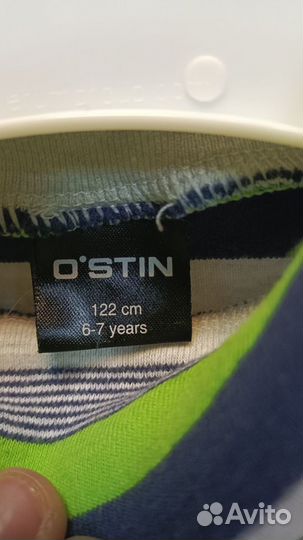 O'STIN
122 cm
6-7 years
Avito